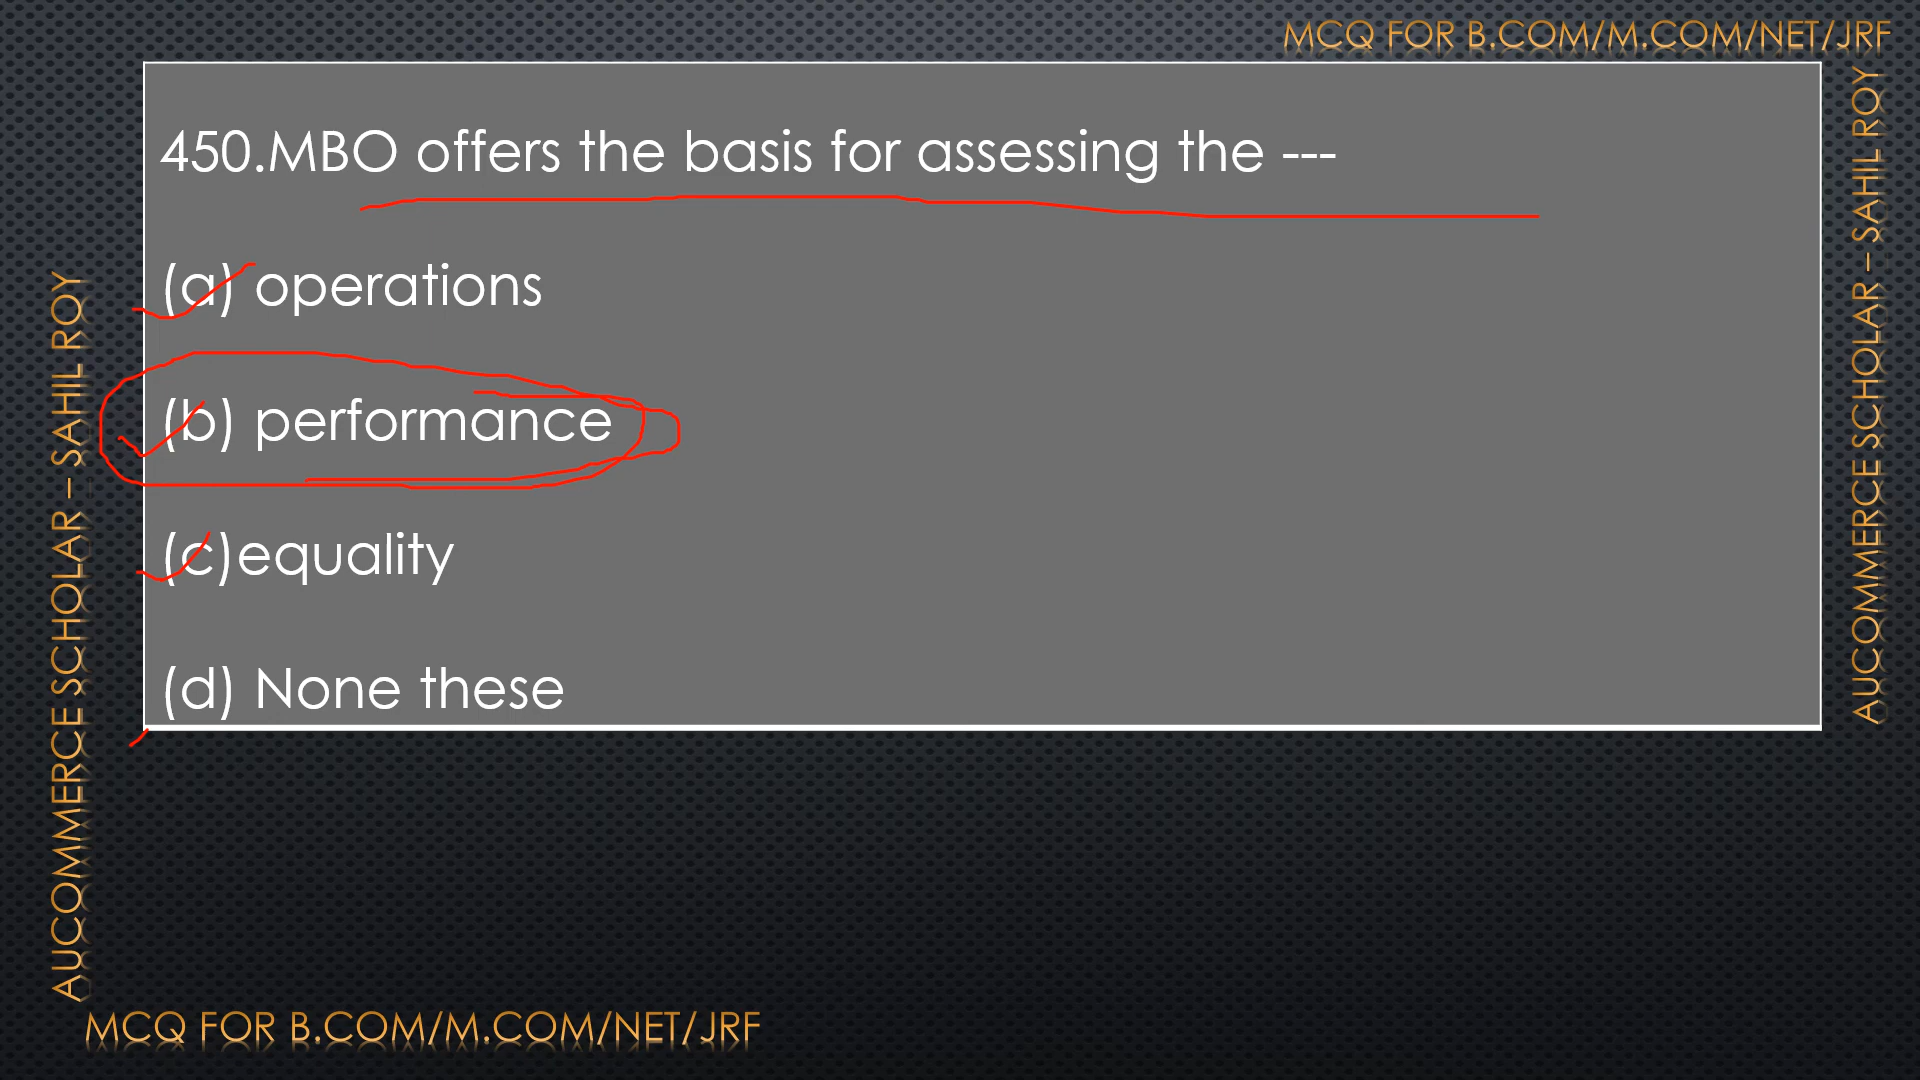 MCQ FOR B.COM/M.COM/NET/JRF
450.MBO offers the basis for assessing the ---
(a) operations
(b) performance
(c)equality
(d) None these
AUCOMMERCE SCHOLAR – SAHIL ROY
AUCOMMERCE SCHOLAR – SAHIL ROY
MCQ FOR B.COM/M.COM/NET/JRF